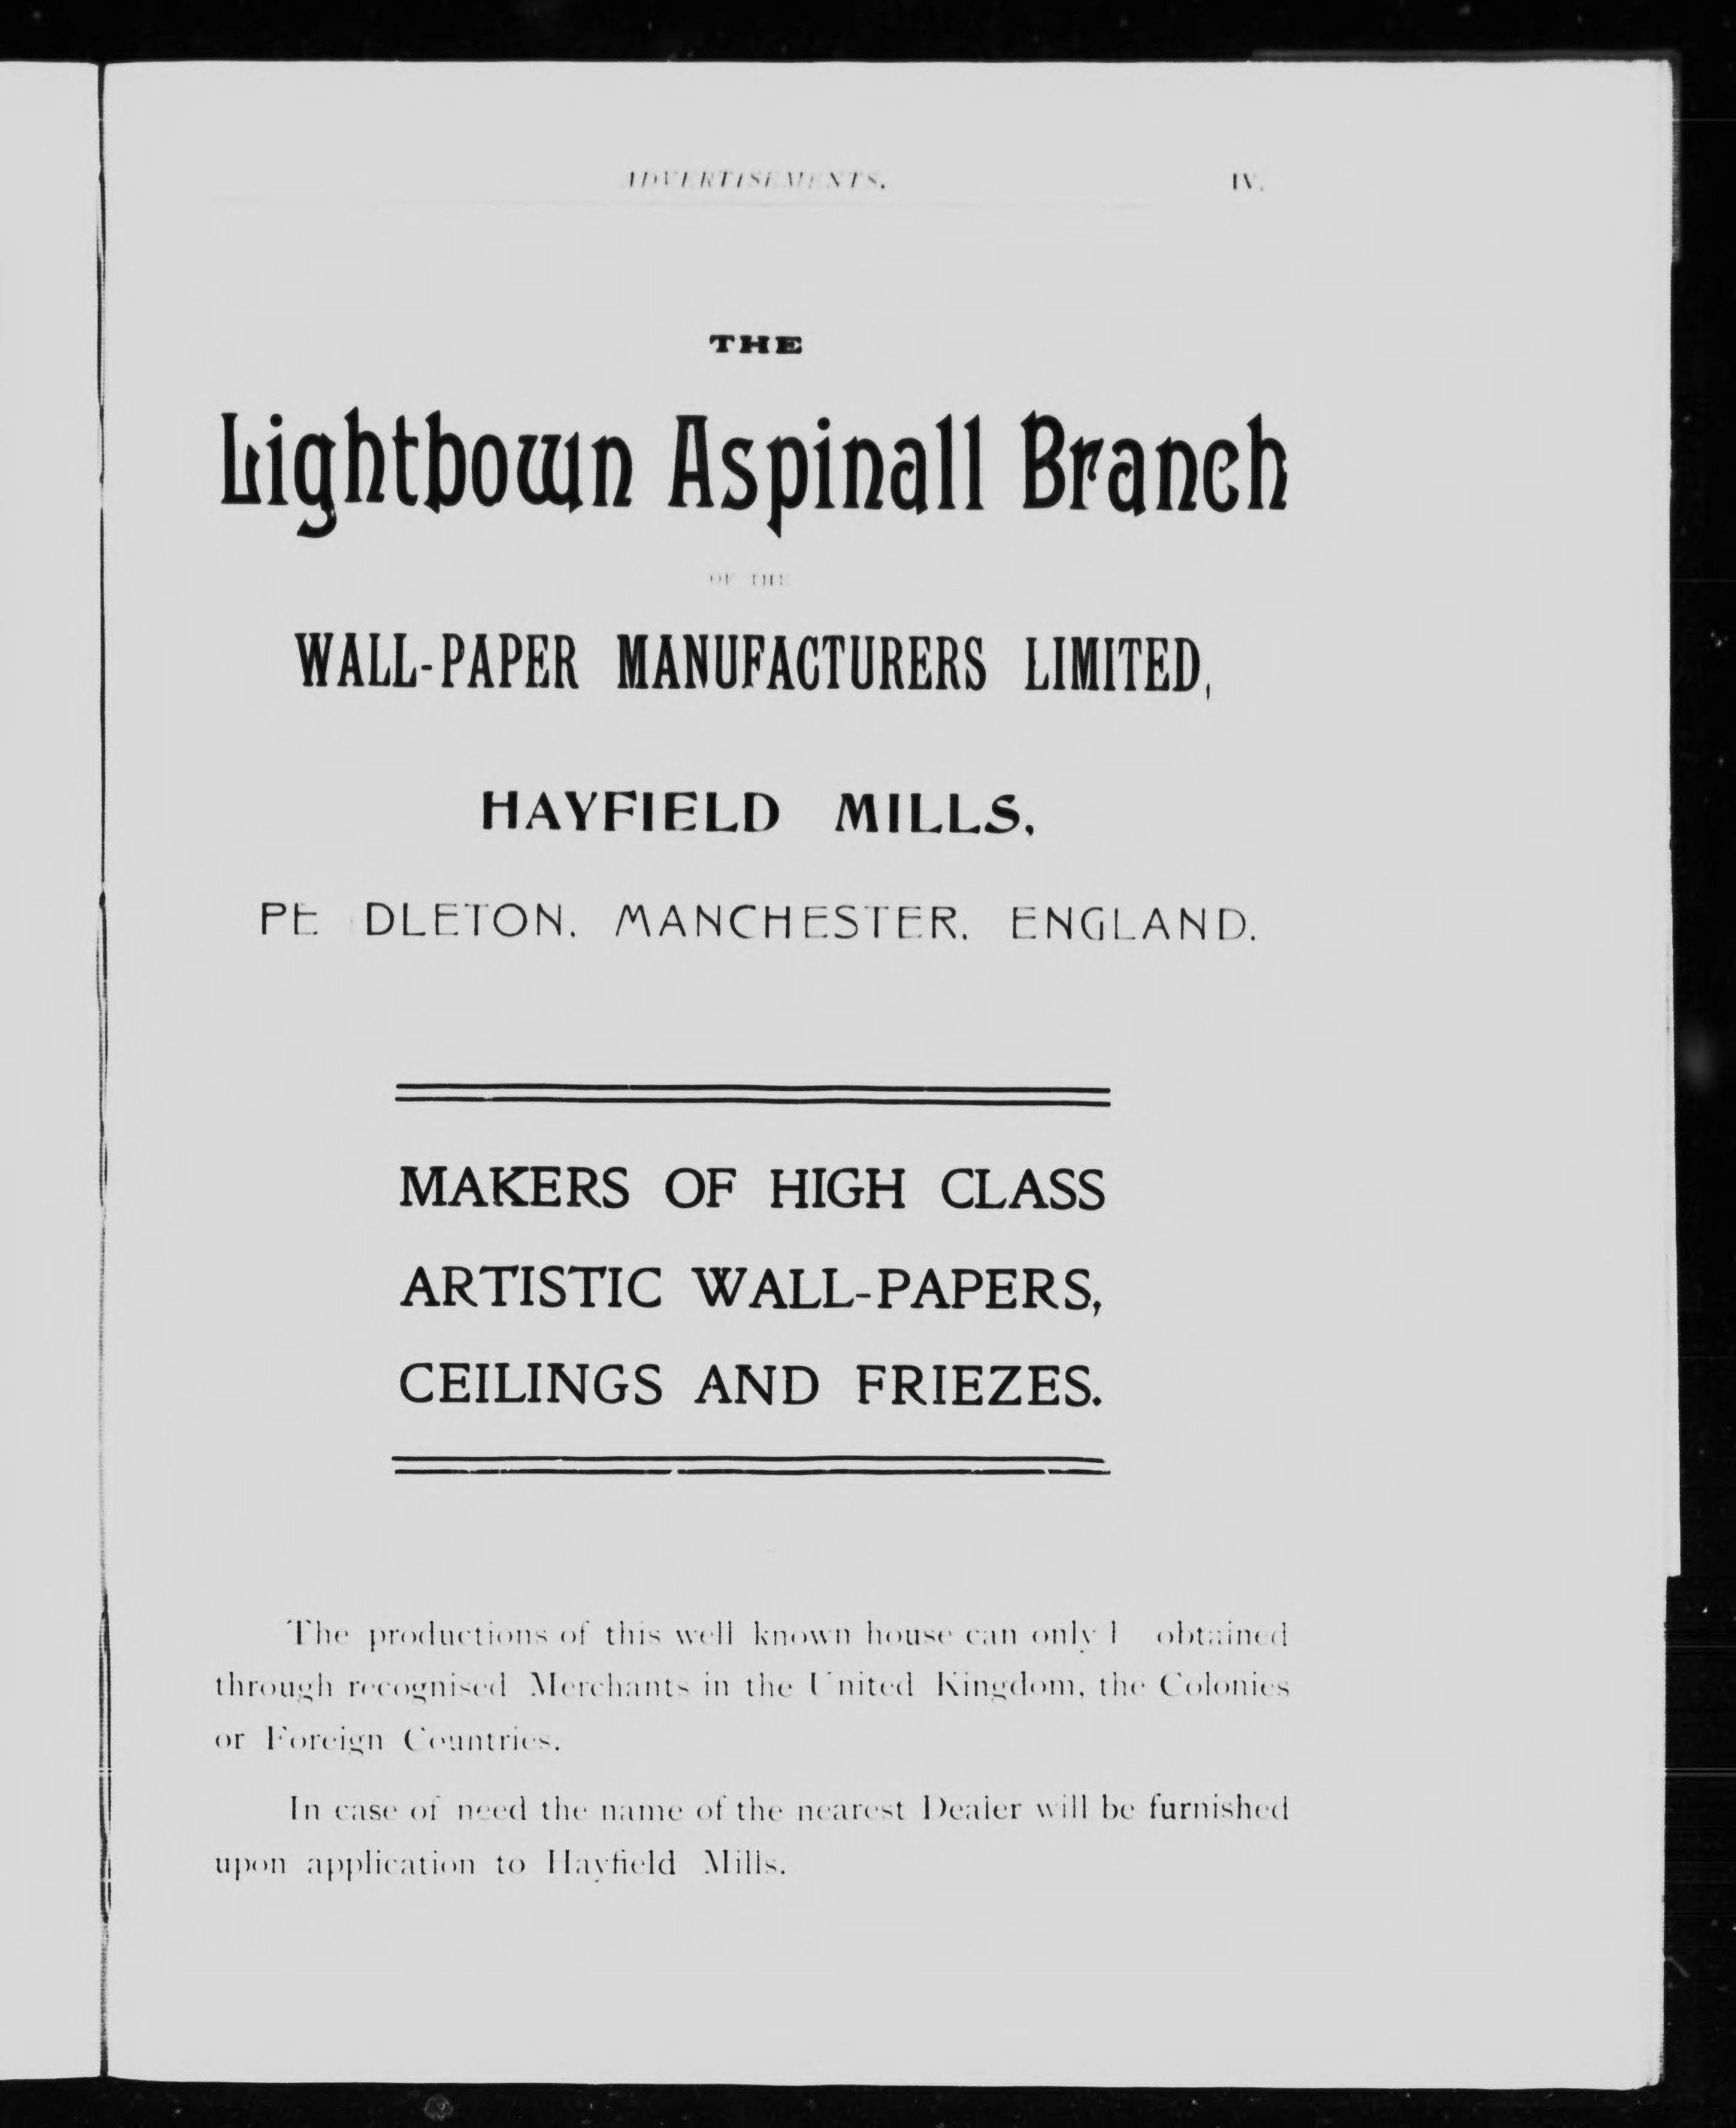 ADVERTISEMENTS. IV.
THE
Lightbown Aspinall Branch
OF THE
WALL-PAPER MANUFACTURERS LIMITED,
HAYFIELD MILLS,
PE DLETON, MANCHESTER, ENGLAND.
MAKERS OF HIGH CLASS
ARTISTIC WALL-PAPERS,
CEILINGS AND FRIEZES.
The productions of this well known house can only obtained
through recognised Merchants in the United Kingdom, the Colonies
or Foreign Countries.
In case of need the name of the nearest Dealer will be furnished
upon application to Hayfield Mills.